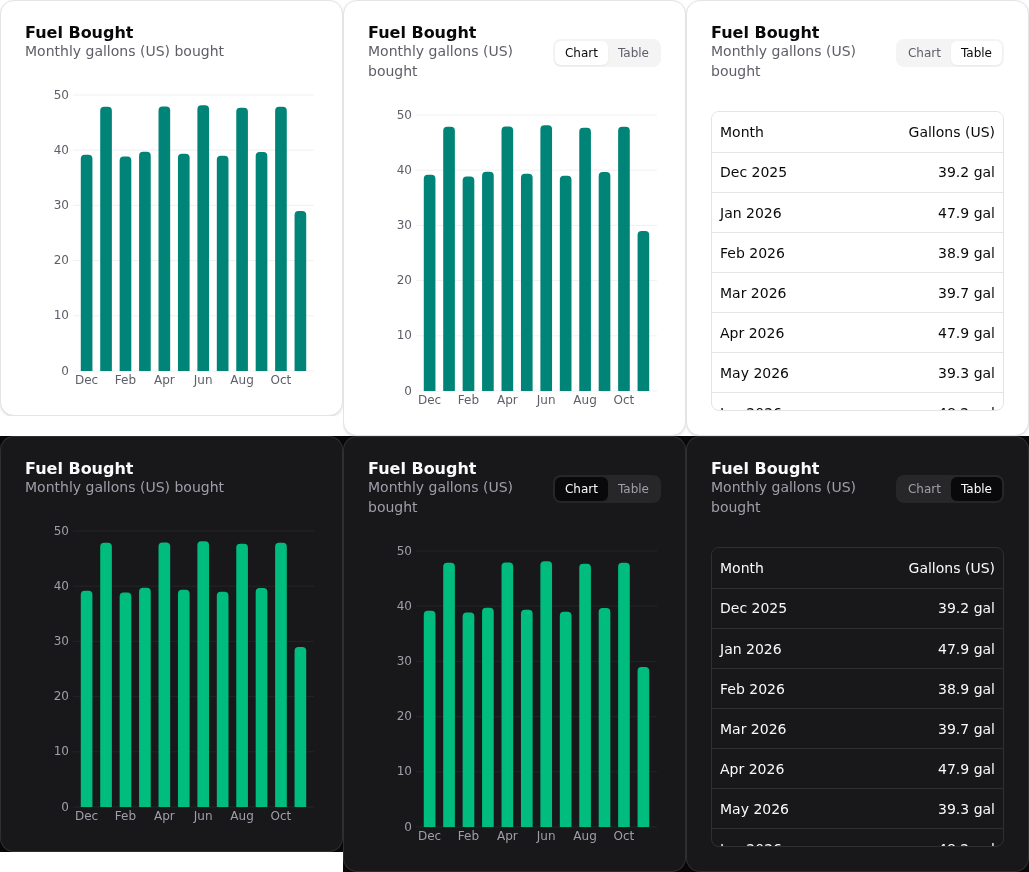 Fuel Bought
Monthly gallons (US) bought
50
40
30
20
10
0
Dec Feb Apr Jun Aug Oct
Fuel Bought
Monthly gallons (US)
bought
Chart Table
50
40
30
20
10
0
Dec Feb Apr Jun Aug Oct
Fuel Bought
Monthly gallons (US)
bought
Chart Table
Month Gallons (US)
Dec 2025 39.2 gal
Jan 2026 47.9 gal
Feb 2026 38.9 gal
Mar 2026 39.7 gal
Apr 2026 47.9 gal
May 2026 39.3 gal
Fuel Bought
Monthly gallons (US) bought
50
40
30
20
10
0
Dec Feb Apr Jun Aug Oct
Fuel Bought
Monthly gallons (US)
bought
Chart Table
50
40
30
20
10
0
Dec Feb Apr Jun Aug Oct
Fuel Bought
Monthly gallons (US)
bought
Chart Table
Month Gallons (US)
Dec 2025 39.2 gal
Jan 2026 47.9 gal
Feb 2026 38.9 gal
Mar 2026 39.7 gal
Apr 2026 47.9 gal
May 2026 39.3 gal